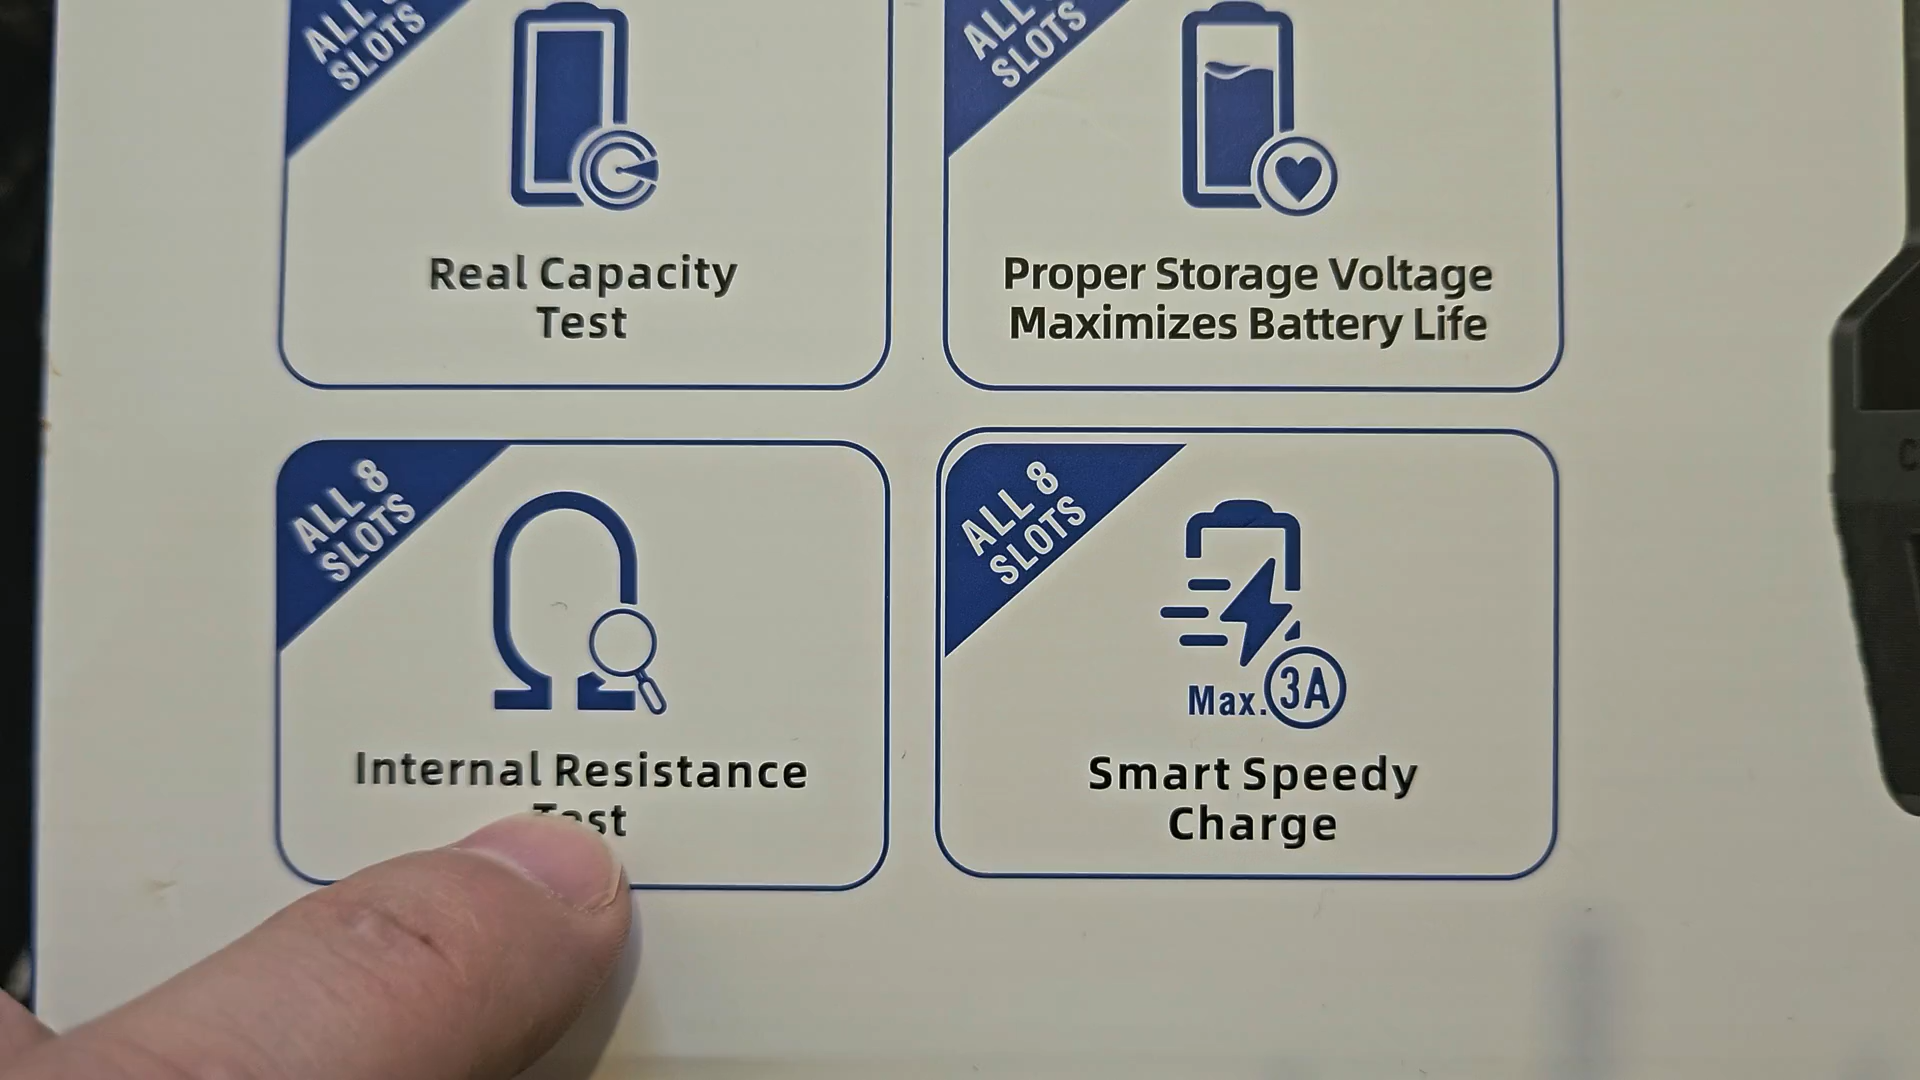 ALL
SLOTS
Real Capacity
Test
ALL
SLOTS
Proper Storage Voltage
Maximizes Battery Life
ALL 8
SLOTS
Internal Resistance
Test
ALL 8
SLOTS
Max. 3A
Smart Speedy
Charge